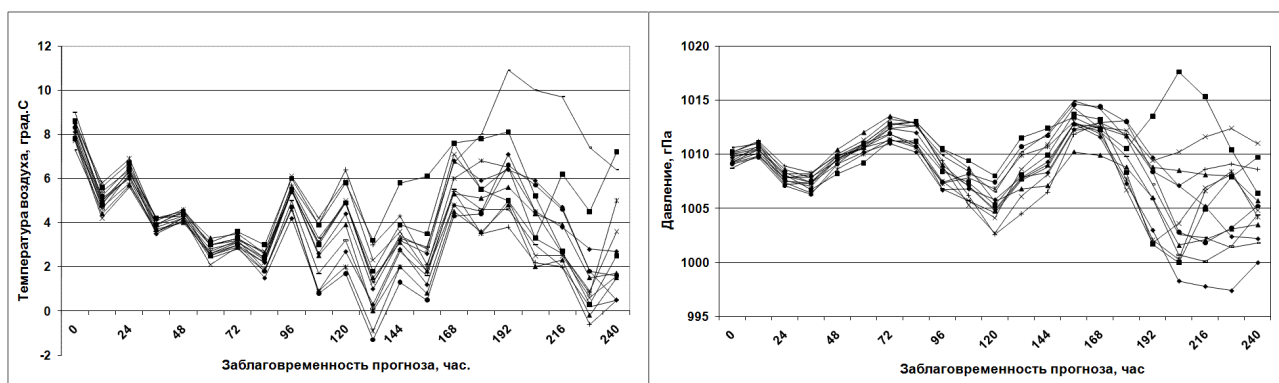 Температура воздуха, град.С
12
10
8
6
4
2
0
-2
0 24 48 72 96 120 144 168 192 216 240
Заблаговременность прогноза, час.
Давление, гПа
1020
1015
1010
1005
1000
995
0 24 48 72 96 120 144 168 192 216 240
Заблаговременность прогноза, час